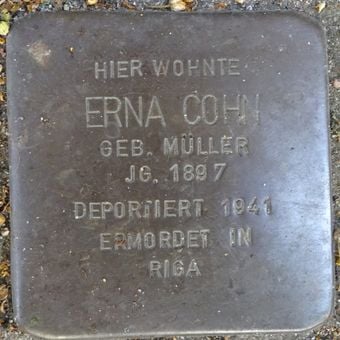 HIER WOHNTE
ERNA COHN
GEB. MÜLLER
JG. 1897
DEPORTIERT 1941
ERMORDET IN
RIGA